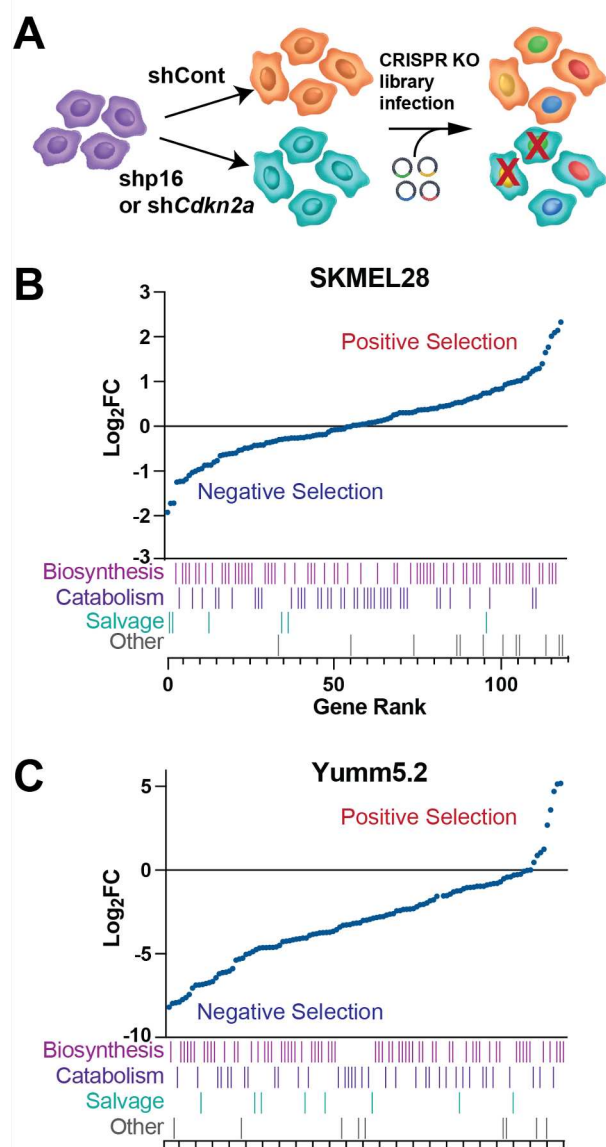 A
shCont
shp16
or shCdkn2a
CRISPR KO
library
infection
X
X
B
SKMEL28
Log2FC
3
2
1
0
-1
-2
-3
Positive Selection
Negative Selection
Biosynthesis
Catabolism
Salvage
Other
0
50
100
Gene Rank
C
Yumm5.2
Log2FC
5
0
-5
-10
Positive Selection
Negative Selection
Biosynthesis
Catabolism
Salvage
Other